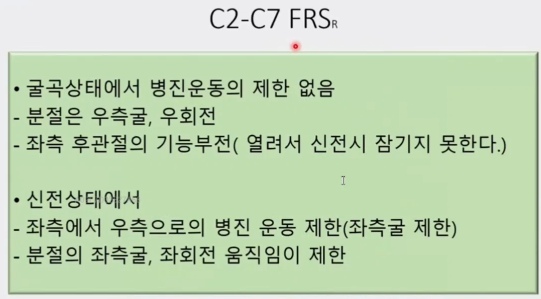 C2-C7 FRSR
• 굴곡상태에서 병진운동의 제한 없음
- 분절은 우측굴, 우회전
- 좌측 후관절의 기능부전( 열려서 신전시 잠기지 못한다.)
• 신전상태에서
- 좌측에서 우측으로의 병진 운동 제한(좌측굴 제한)
- 분절의 좌측굴, 좌회전 움직임이 제한